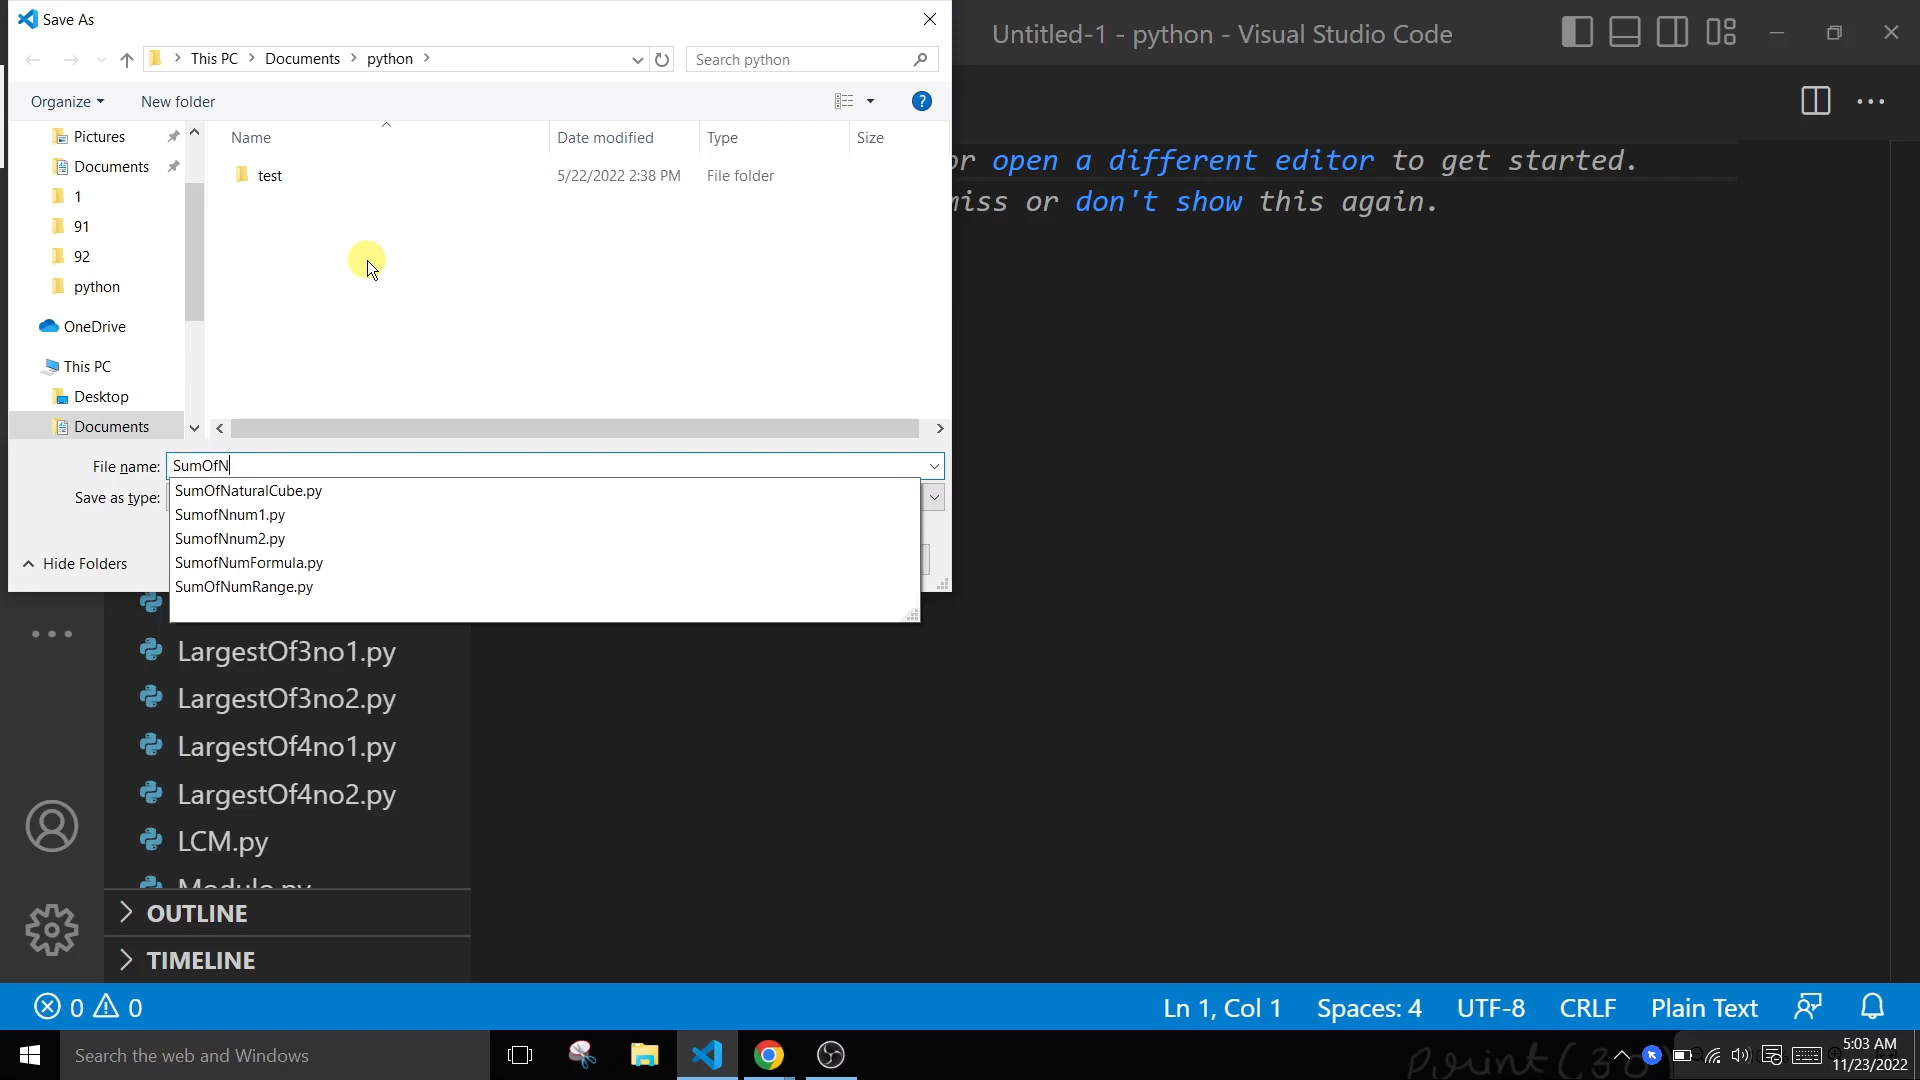 Save As
Untitled-1 - python - Visual Studio Code
This PC > Documents > python >
Search python
Organize
New folder
?
Name
Date modified
Type
Size
Pictures
Documents
1
91
92
python
OneDrive
This PC
Desktop
Documents
test
5/22/2022 2:38 PM
File folder
or open a different editor to get started.
miss or don't show this again.
File name:
SumOfN
Save as type:
SumOfNaturalCube.py
SumofNnum1.py
SumofNnum2.py
SumofNumFormula.py
SumOfNumRange.py
Hide Folders
LargestOf3no1.py
LargestOf3no2.py
LargestOf4no1.py
LargestOf4no2.py
LCM.py
Modulo.py
OUTLINE
TIMELINE
0
0
Ln 1, Col 1
Spaces: 4
UTF-8
CRLF
Plain Text
Search the web and Windows
print(30)
5:03 AM
11/23/2022